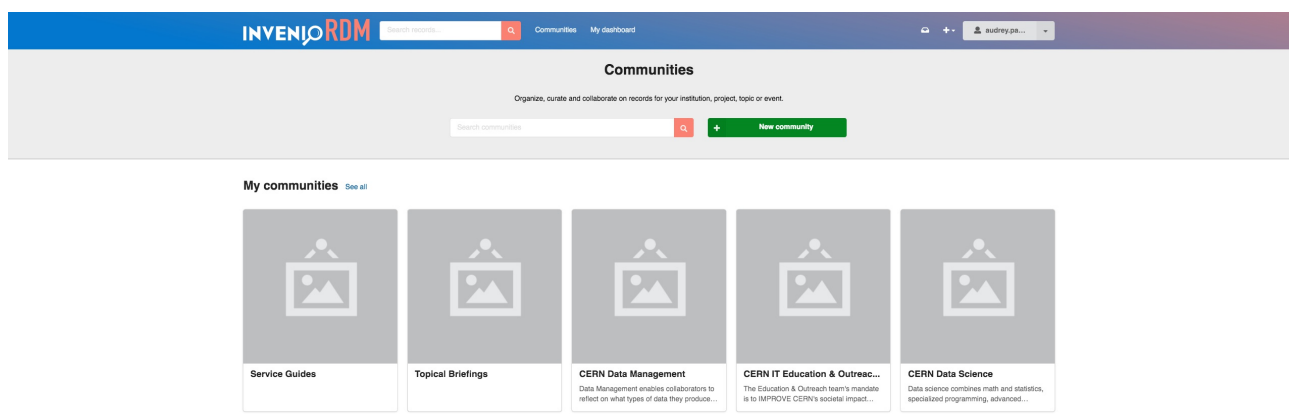 INVENIORDM Search records... Communities My dashboard + audrey.pa...
Communities
Organize, curate and collaborate on records for your institution, project, topic or event.
Search communities + New community
My communities See all
Service Guides
Topical Briefings
CERN Data Management
Data Management enables collaborators to
reflect on what types of data they produce...
CERN IT Education & Outreac...
The Education & Outreach team's mandate
is to IMPROVE CERN's societal impact...
CERN Data Science
Data science combines math and statistics,
specialized programming, advanced...